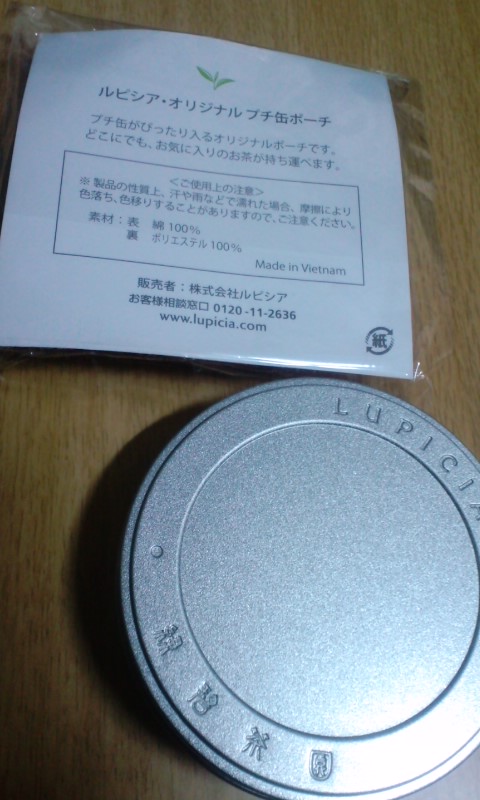 ルピシア・オリジナル プチ缶ポーチ
プチ缶がぴったり入るオリジナルポーチです。
どこにでも、お気に入りのお茶が持ち運べます。
＜ご使用上の注意＞
※ 製品の性質上、汗や雨などで濡れた場合、摩擦により
色落ち、色移りすることがありますので、ご注意ください。
素材：表 綿 100%
裏 ポリエステル 100%
Made in Vietnam
販売者：株式会社ルピシア
お客様相談窓口 0120 -11-2636
www.lupicia.com
紙
LUPICIA